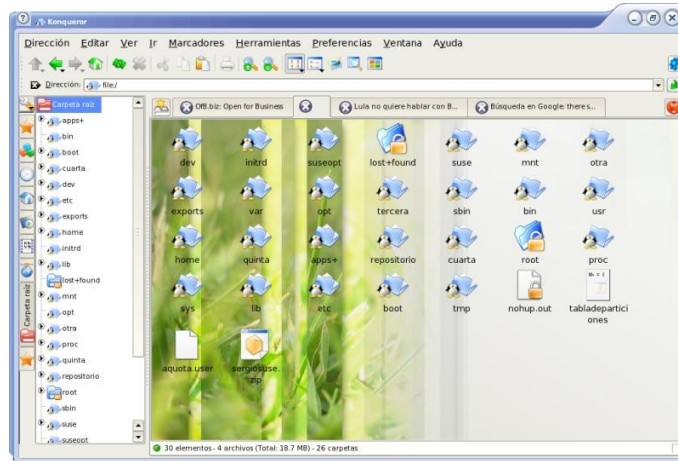 Konqueror
Dirección Editar Ver Ir Marcadores Herramientas Preferencias Ventana Ayuda
Dirección: file:/
Carpeta raíz
OfB.biz: Open for Business
Lula no quiere hablar con B...
Búsqueda en Google: theres...
apps+
bin
boot
cuarta
dev
etc
exports
home
initrd
lib
lost+found
mnt
opt
otra
proc
quinta
repositorio
root
sbin
suse
suseopt
Carpeta raíz
dev initrd suseopt lost+found suse mnt otra
exports var opt tercera sbin bin usr
home quinta apps+ repositorio cuarta root proc
sys lib etc boot tmp nohup.out tabladepartici
ones
aquota.user sergiosuse.
zip
30 elementos - 4 archivos (Total: 18.7 MB) - 26 carpetas